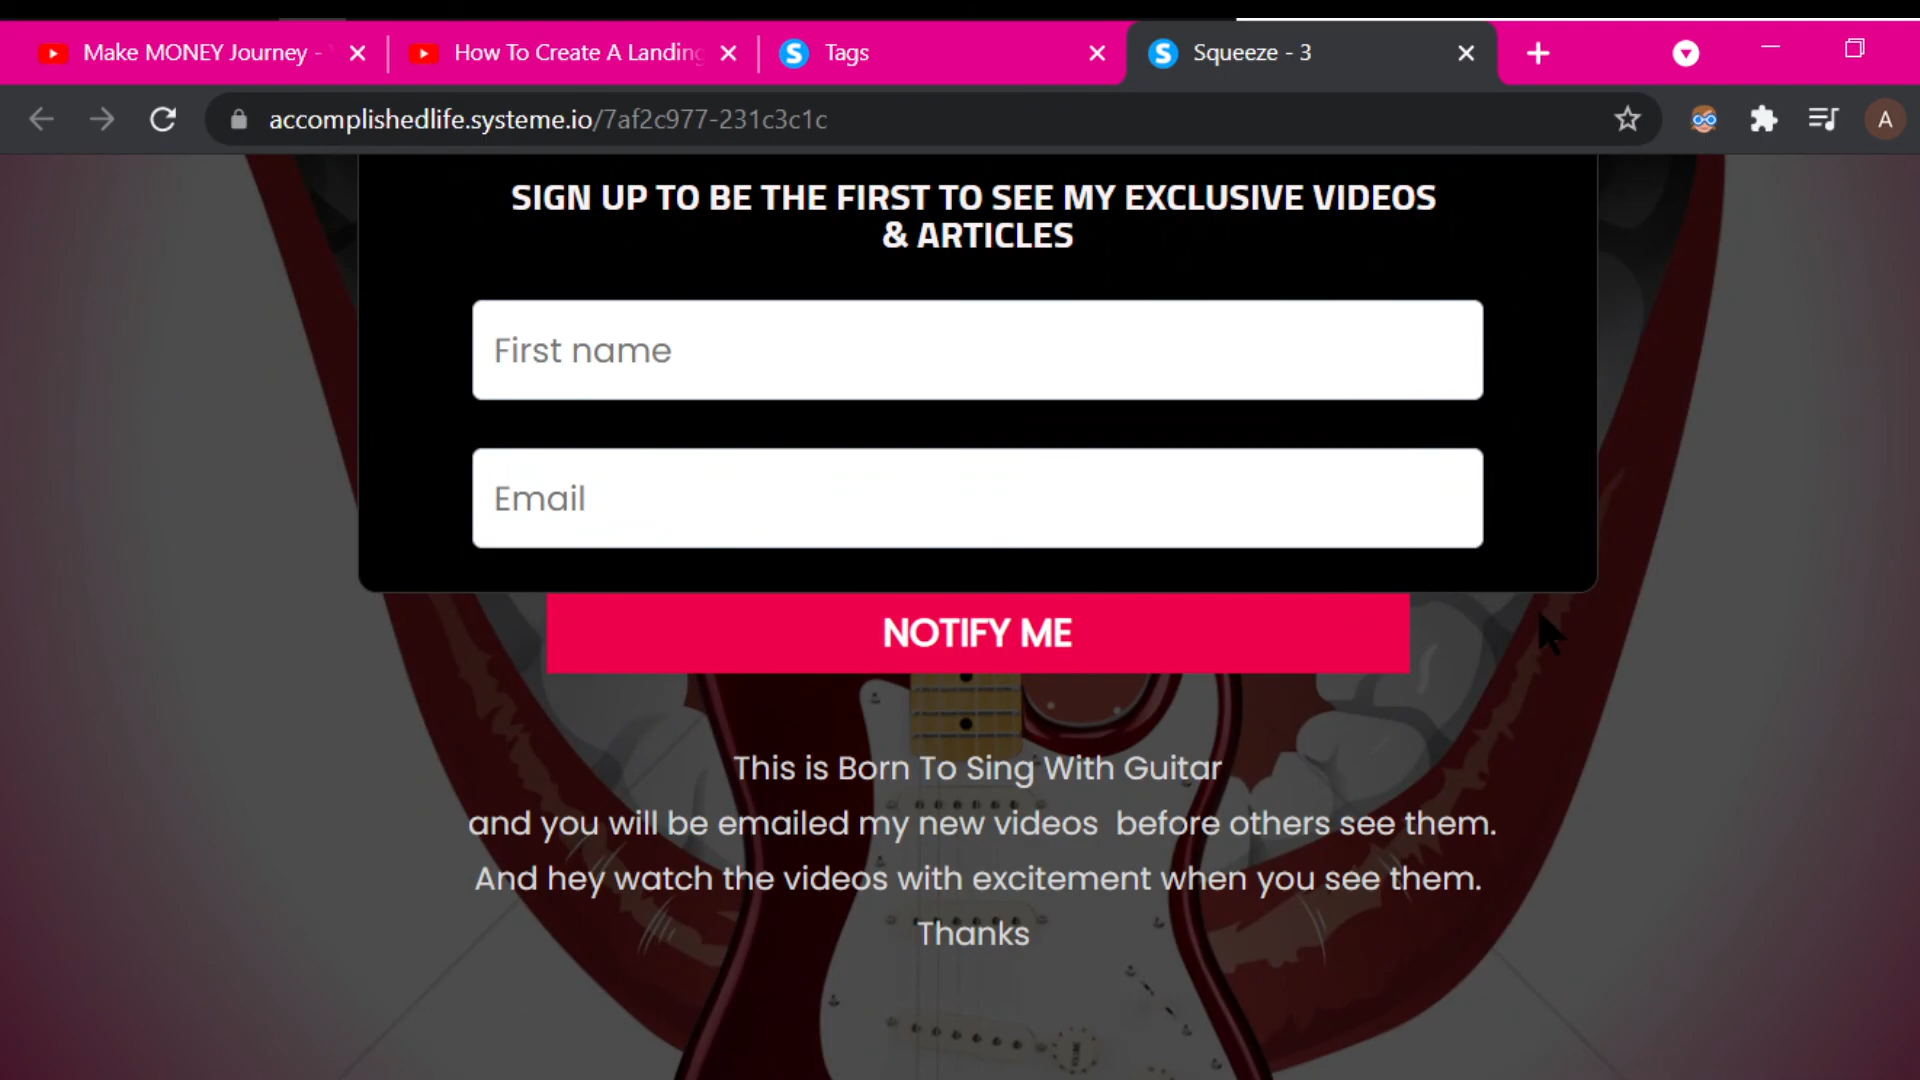 Make MONEY Journey -
How To Create A Landing
Tags
Squeeze - 3
accomplishedlife.systeme.io/7af2c977-231c3c1c
A
SIGN UP TO BE THE FIRST TO SEE MY EXCLUSIVE VIDEOS
& ARTICLES
First name
Email
NOTIFY ME
This is Born To Sing With Guitar
and you will be emailed my new videos before others see them.
And hey watch the videos with excitement when you see them.
Thanks
VOLUME